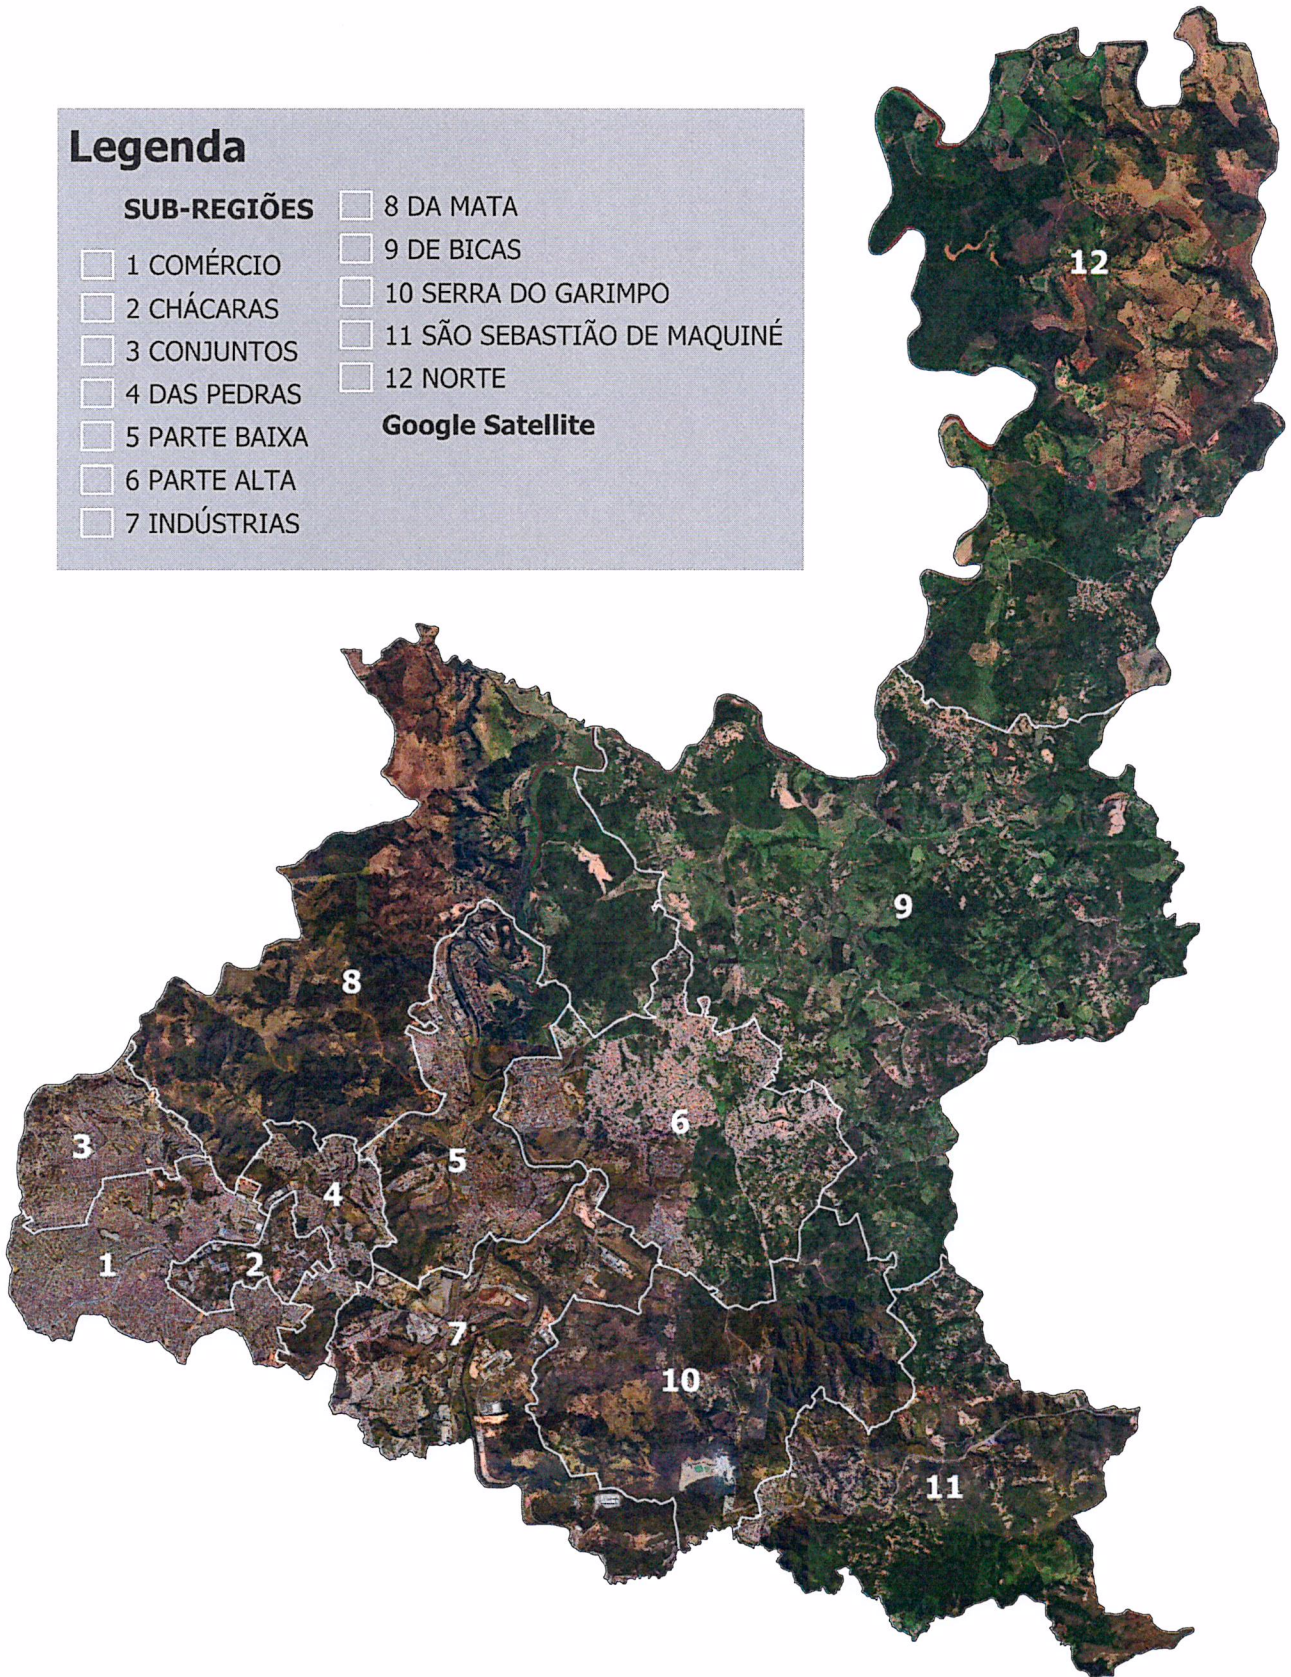 Legenda
SUB-REGIÕES
1 COMÉRCIO
2 CHÁCARAS
3 CONJUNTOS
4 DAS PEDRAS
5 PARTE BAIXA
6 PARTE ALTA
7 INDÚSTRIAS
8 DA MATA
9 DE BICAS
10 SERRA DO GARIMPO
11 SÃO SEBASTIÃO DE MAQUINÉ
12 NORTE
Google Satellite
12
9
8
3
6
5
4
1
2
7
10
11